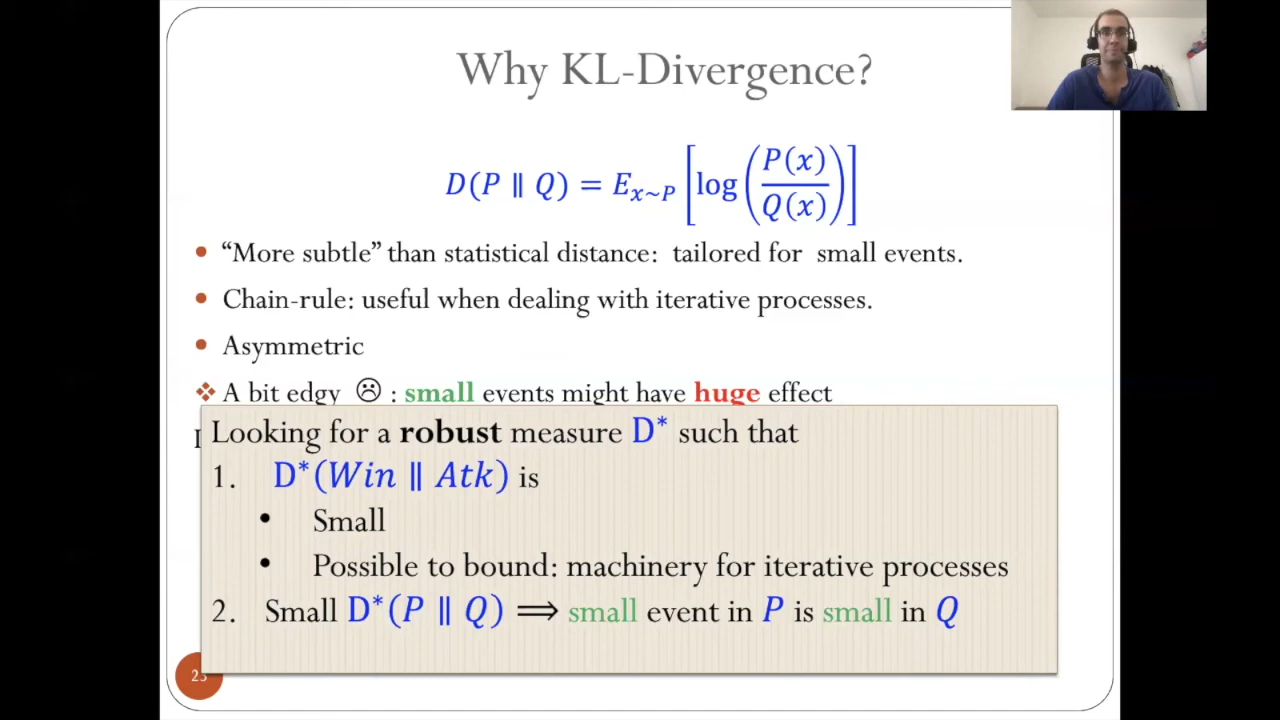 Why KL-Divergence?
D(P ∥ Q) = E_{x~P} [log(P(x)/Q(x))]
• “More subtle” than statistical distance: tailored for small events.
• Chain-rule: useful when dealing with iterative processes.
• Asymmetric
❖ A bit edgy ☹ : small events might have huge effect
Looking for a robust measure D* such that
1. D*(Win ∥ Atk) is
• Small
• Possible to bound: machinery for iterative processes
2. Small D*(P ∥ Q) ⟹ small event in P is small in Q